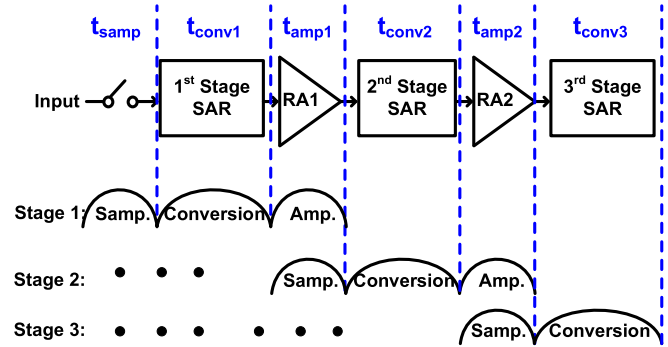 tsamp tconv1 tamp1 tconv2 tamp2 tconv3
Input 1st Stage SAR RA1 2nd Stage SAR RA2 3rd Stage SAR
Stage 1: Samp. Conversion Amp.
Stage 2: Samp. Conversion Amp.
Stage 3: Samp. Conversion